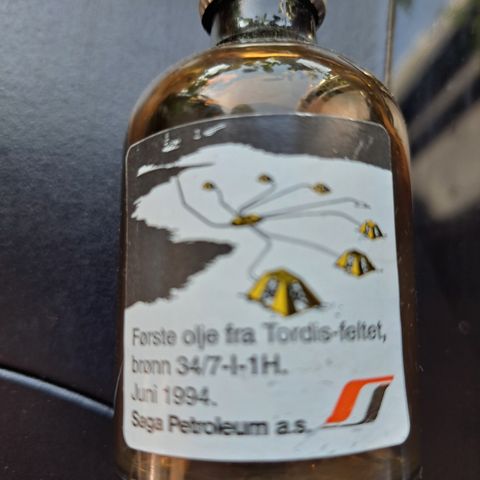 Første olje fra Tordis-feltet,
brønn 34/7-I-1H.
Juni 1994.
Saga Petroleum a.s.